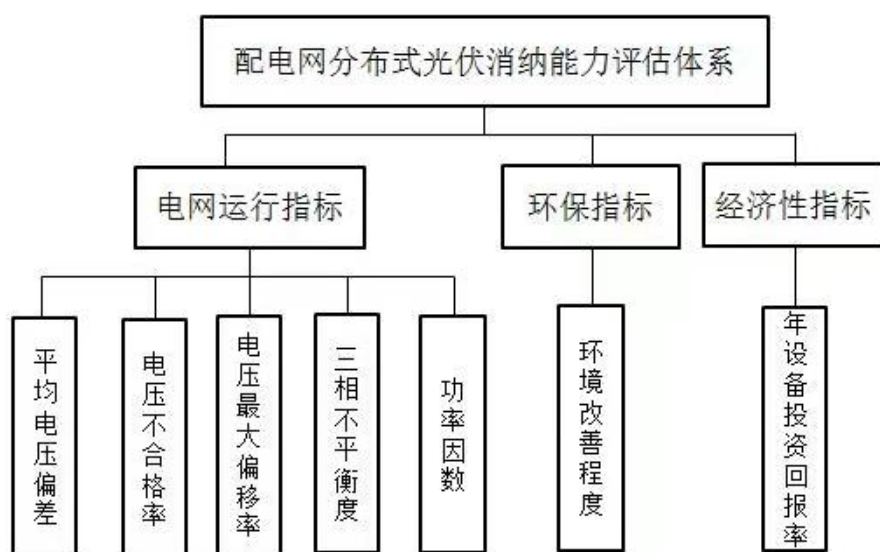 配电网分布式光伏消纳能力评估体系
电网运行指标
环保指标
经济性指标
平均电压偏差
电压不合格率
电压最大偏移率
三相不平衡度
功率因数
环境改善程度
年设备投资回报率